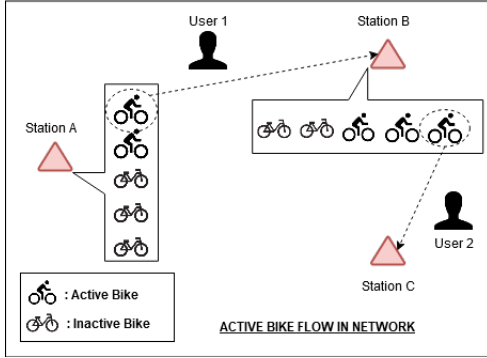 User 1
Station B
Station A
User 2
Station C
: Active Bike
: Inactive Bike
ACTIVE BIKE FLOW IN NETWORK